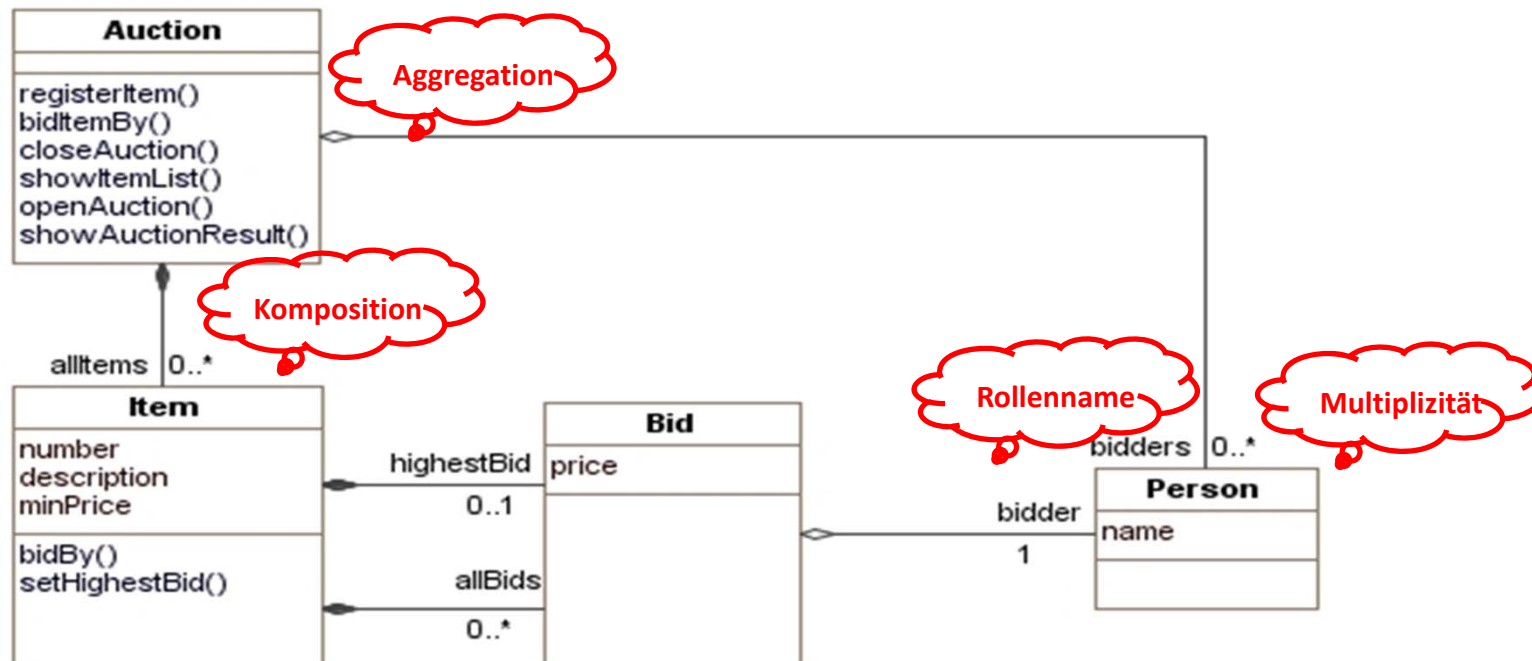 Auction
registerItem()
bidItemBy()
closeAuction()
showItemList()
openAuction()
showAuctionResult()
Aggregation
Komposition
allItems 0..*
Item
number
description
minPrice
bidBy()
setHighestBid()
highestBid
0..1
allBids
0..*
Bid
price
Rollenname
Multiplizität
bidders 0..*
bidder
1
Person
name